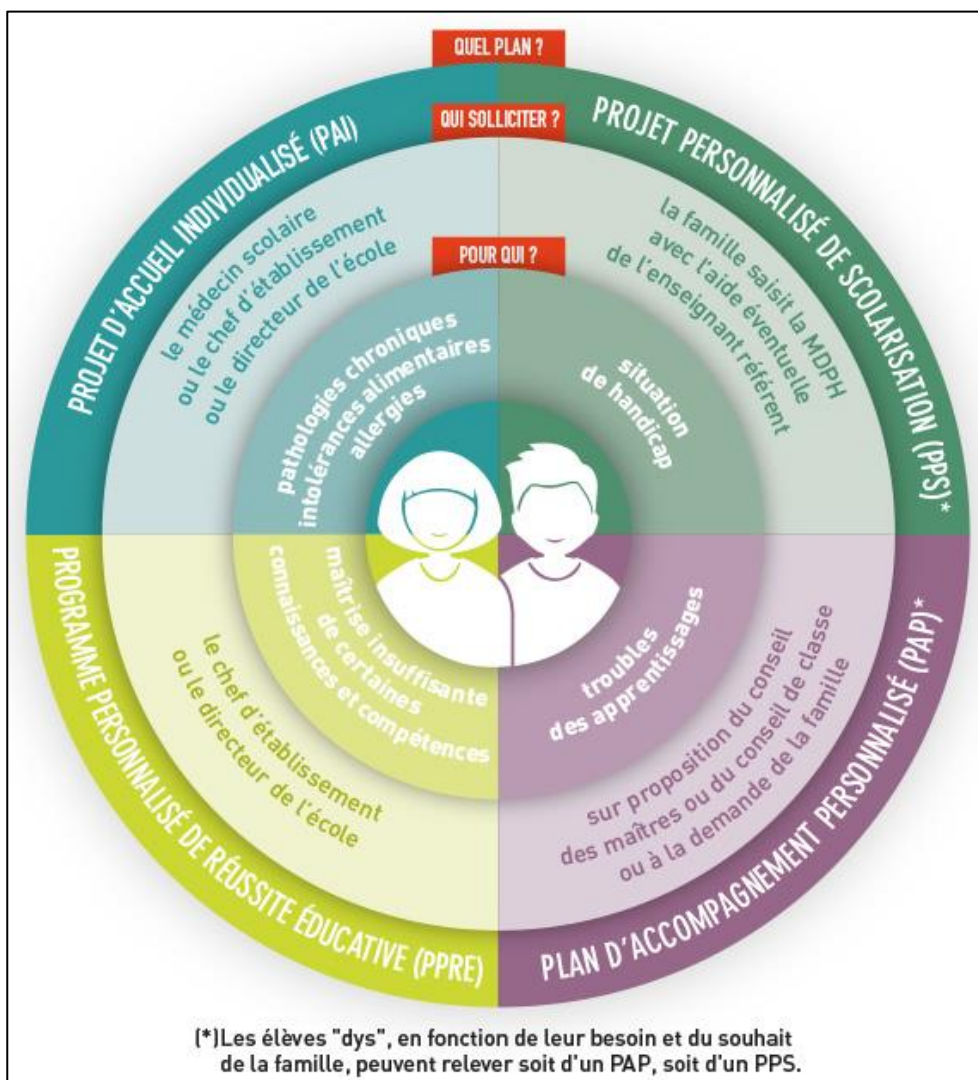 QUEL PLAN ?
QUI SOLLICITER ?
POUR QUI ?
PROJET D'ACCUEIL INDIVIDUALISÉ (PAI)
le médecin scolaire
ou le chef d'établissement
ou le directeur de l'école
pathologies chroniques
intolérances alimentaires
allergies
PROJET PERSONNALISÉ DE SCOLARISATION (PPS)*
la famille saisit la MDPH
avec l'aide éventuelle
de l'enseignant référent
situation
de handicap
PROGRAMME PERSONNALISÉ DE RÉUSSITE ÉDUCATIVE (PPRE)
le chef d'établissement
ou le directeur de l'école
maîtrise insuffisante
de certaines
connaissances et compétences
PLAN D'ACCOMPAGNEMENT PERSONNALISÉ (PAP)*
sur proposition du conseil
des maîtres ou du conseil de classe
ou à la demande de la famille
troubles
des apprentissages
(*)Les élèves "dys", en fonction de leur besoin et du souhait
de la famille, peuvent relever soit d'un PAP, soit d'un PPS.